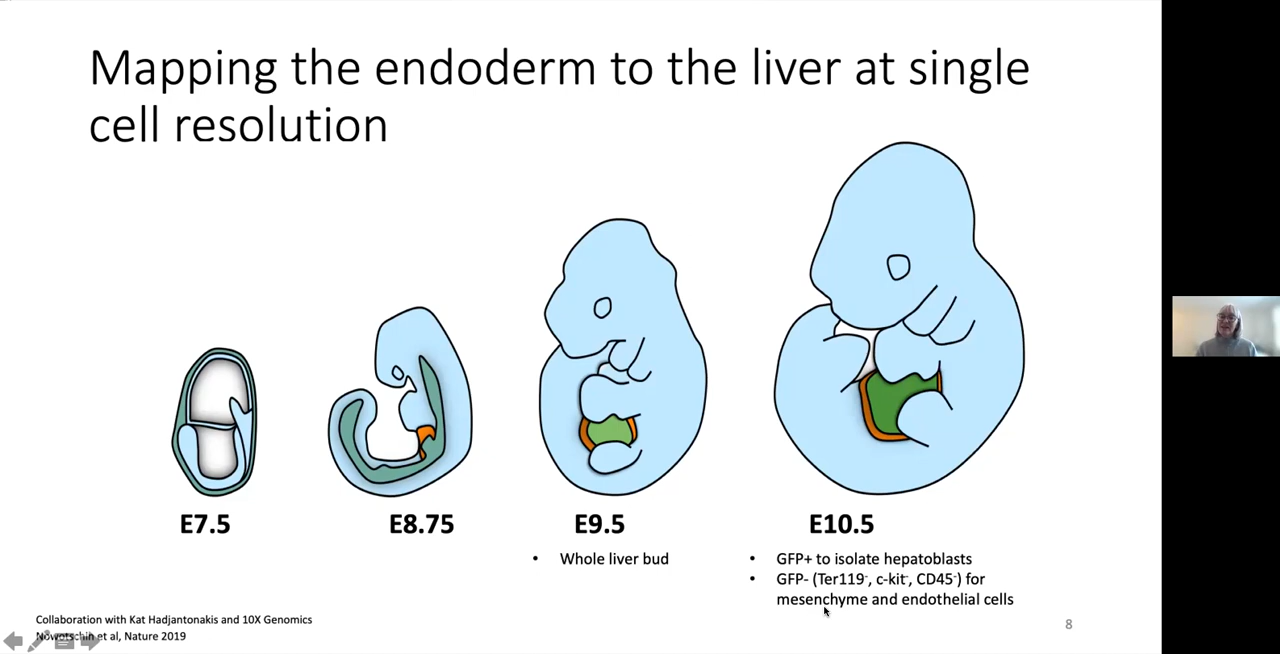 Mapping the endoderm to the liver at single
cell resolution
E7.5
E8.75
E9.5
E10.5
• Whole liver bud
• GFP+ to isolate hepatoblasts
• GFP- (Ter119⁻, c-kit⁻, CD45⁻) for
mesenchyme and endothelial cells
Collaboration with Kat Hadjantonakis and 10X Genomics
Nowotschin et al, Nature 2019
8